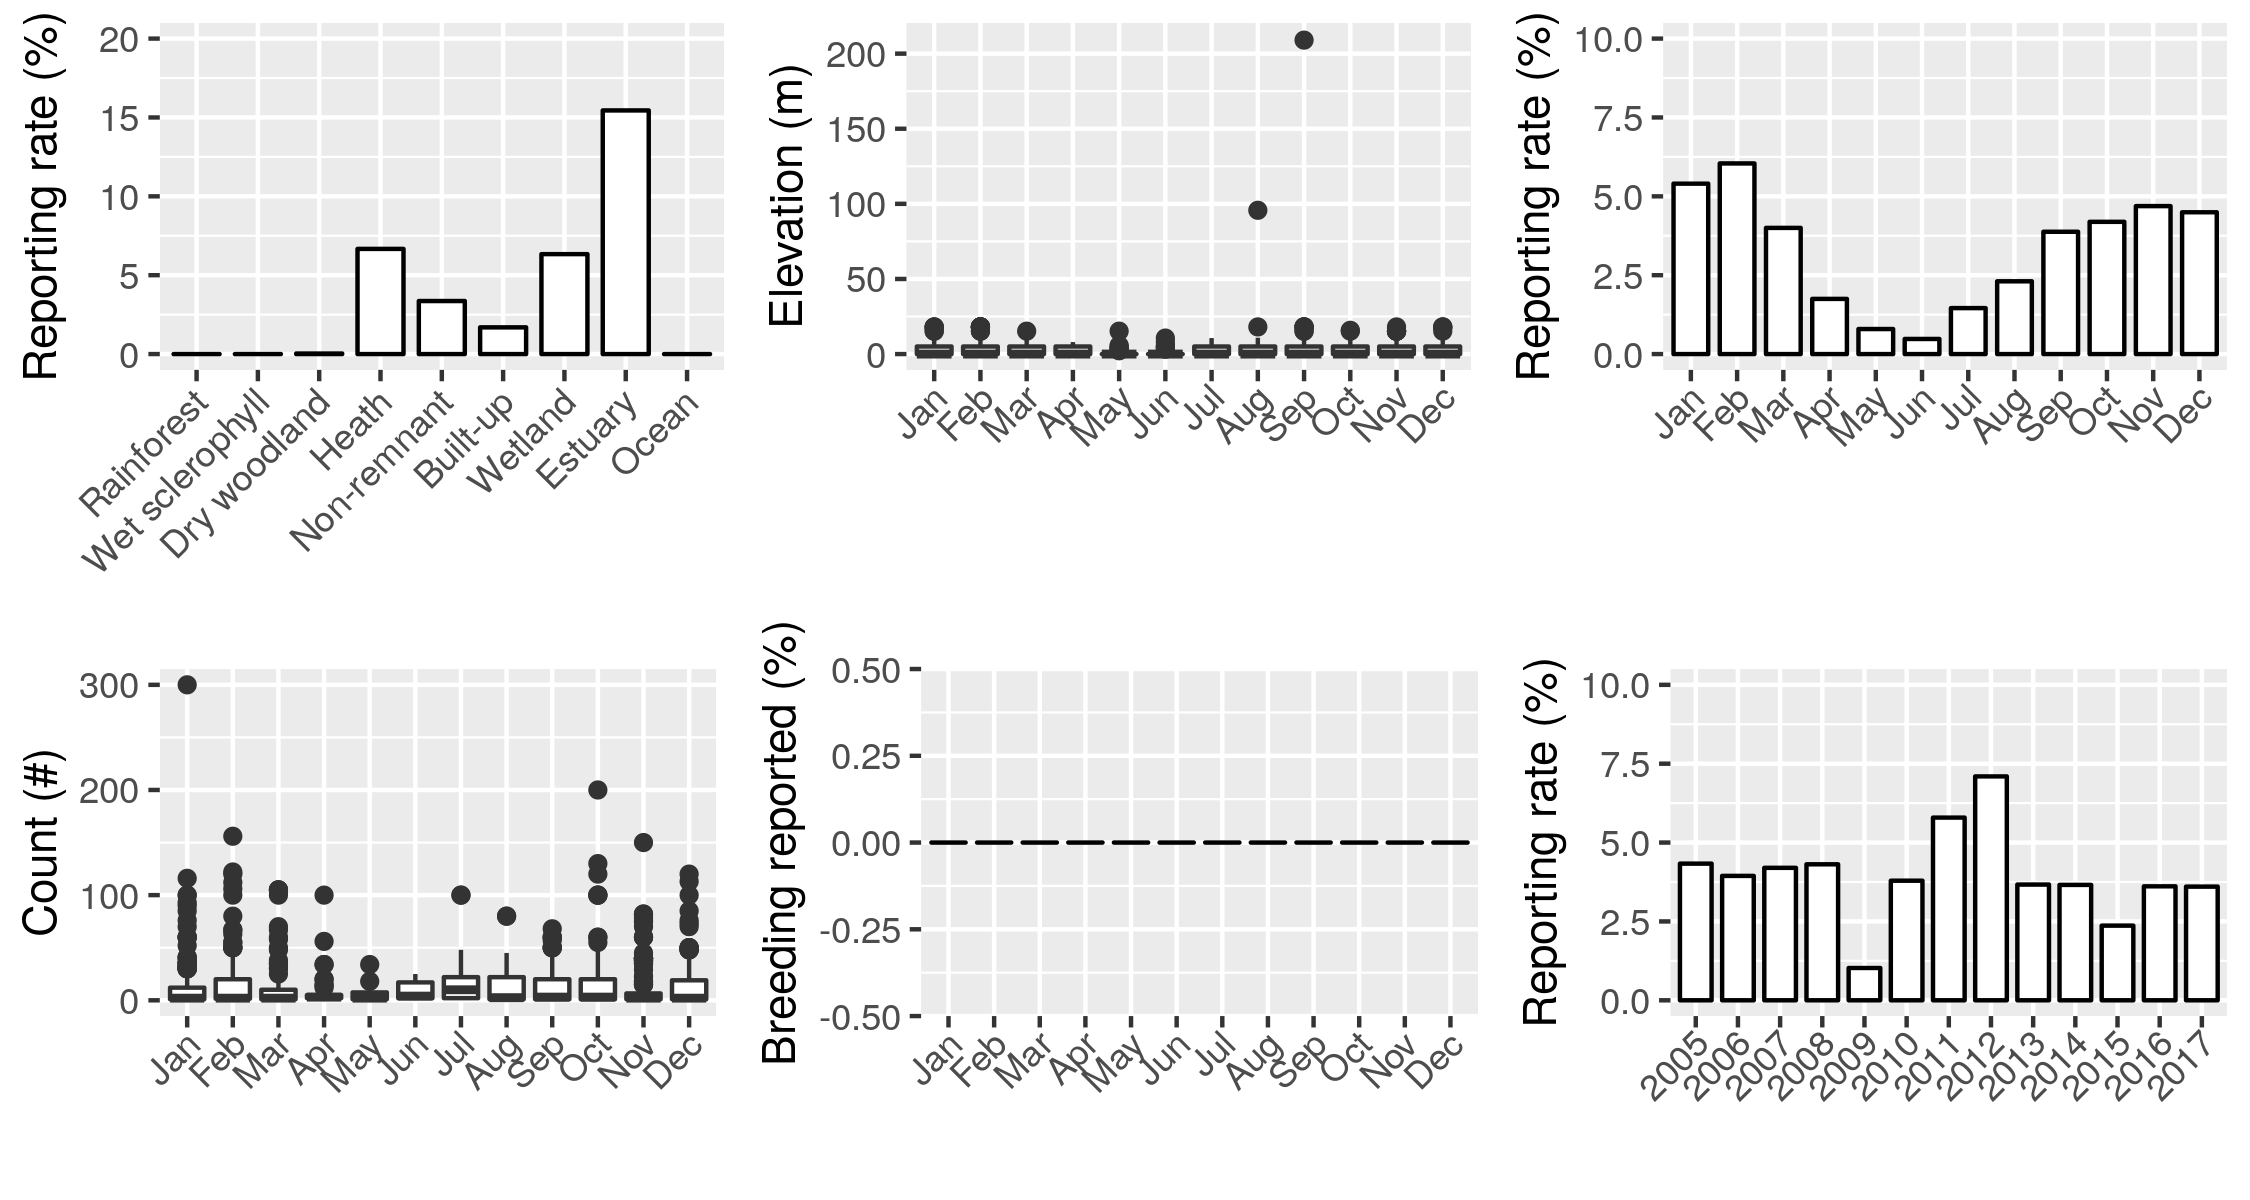 Reporting rate (%)
20
15
10
5
0
Rainforest
Wet sclerophyll
Dry woodland
Heath
Non-remnant
Built-up
Wetland
Estuary
Ocean
Elevation (m)
200
150
100
50
0
Jan
Feb
Mar
Apr
May
Jun
Jul
Aug
Sep
Oct
Nov
Dec
Reporting rate (%)
10.0
7.5
5.0
2.5
0.0
Jan
Feb
Mar
Apr
May
Jun
Jul
Aug
Sep
Oct
Nov
Dec
Count (#)
300
200
100
0
Jan
Feb
Mar
Apr
May
Jun
Jul
Aug
Sep
Oct
Nov
Dec
Breeding reported (%)
0.50
0.25
0.00
-0.25
-0.50
Jan
Feb
Mar
Apr
May
Jun
Jul
Aug
Sep
Oct
Nov
Dec
Reporting rate (%)
10.0
7.5
5.0
2.5
0.0
2005
2006
2007
2008
2009
2010
2011
2012
2013
2014
2015
2016
2017